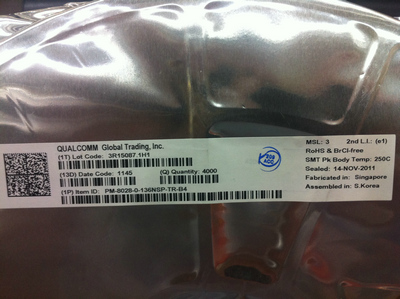 QUALCOMM Global Trading, Inc.
(1T) Lot Code: 3R15087.1H1
(13D) Date Code: 1145 (Q) Quantity: 4000
(1P) Item ID: PM-8028-0-136NSP-TR-B4
MSL: 3 2nd L.I.: (e1)
RoHS & BrCl-free
SMT Pk Body Temp: 250C
Sealed: 14-NOV-2011
Fabricated in: Singapore
Assembled in: S.Korea